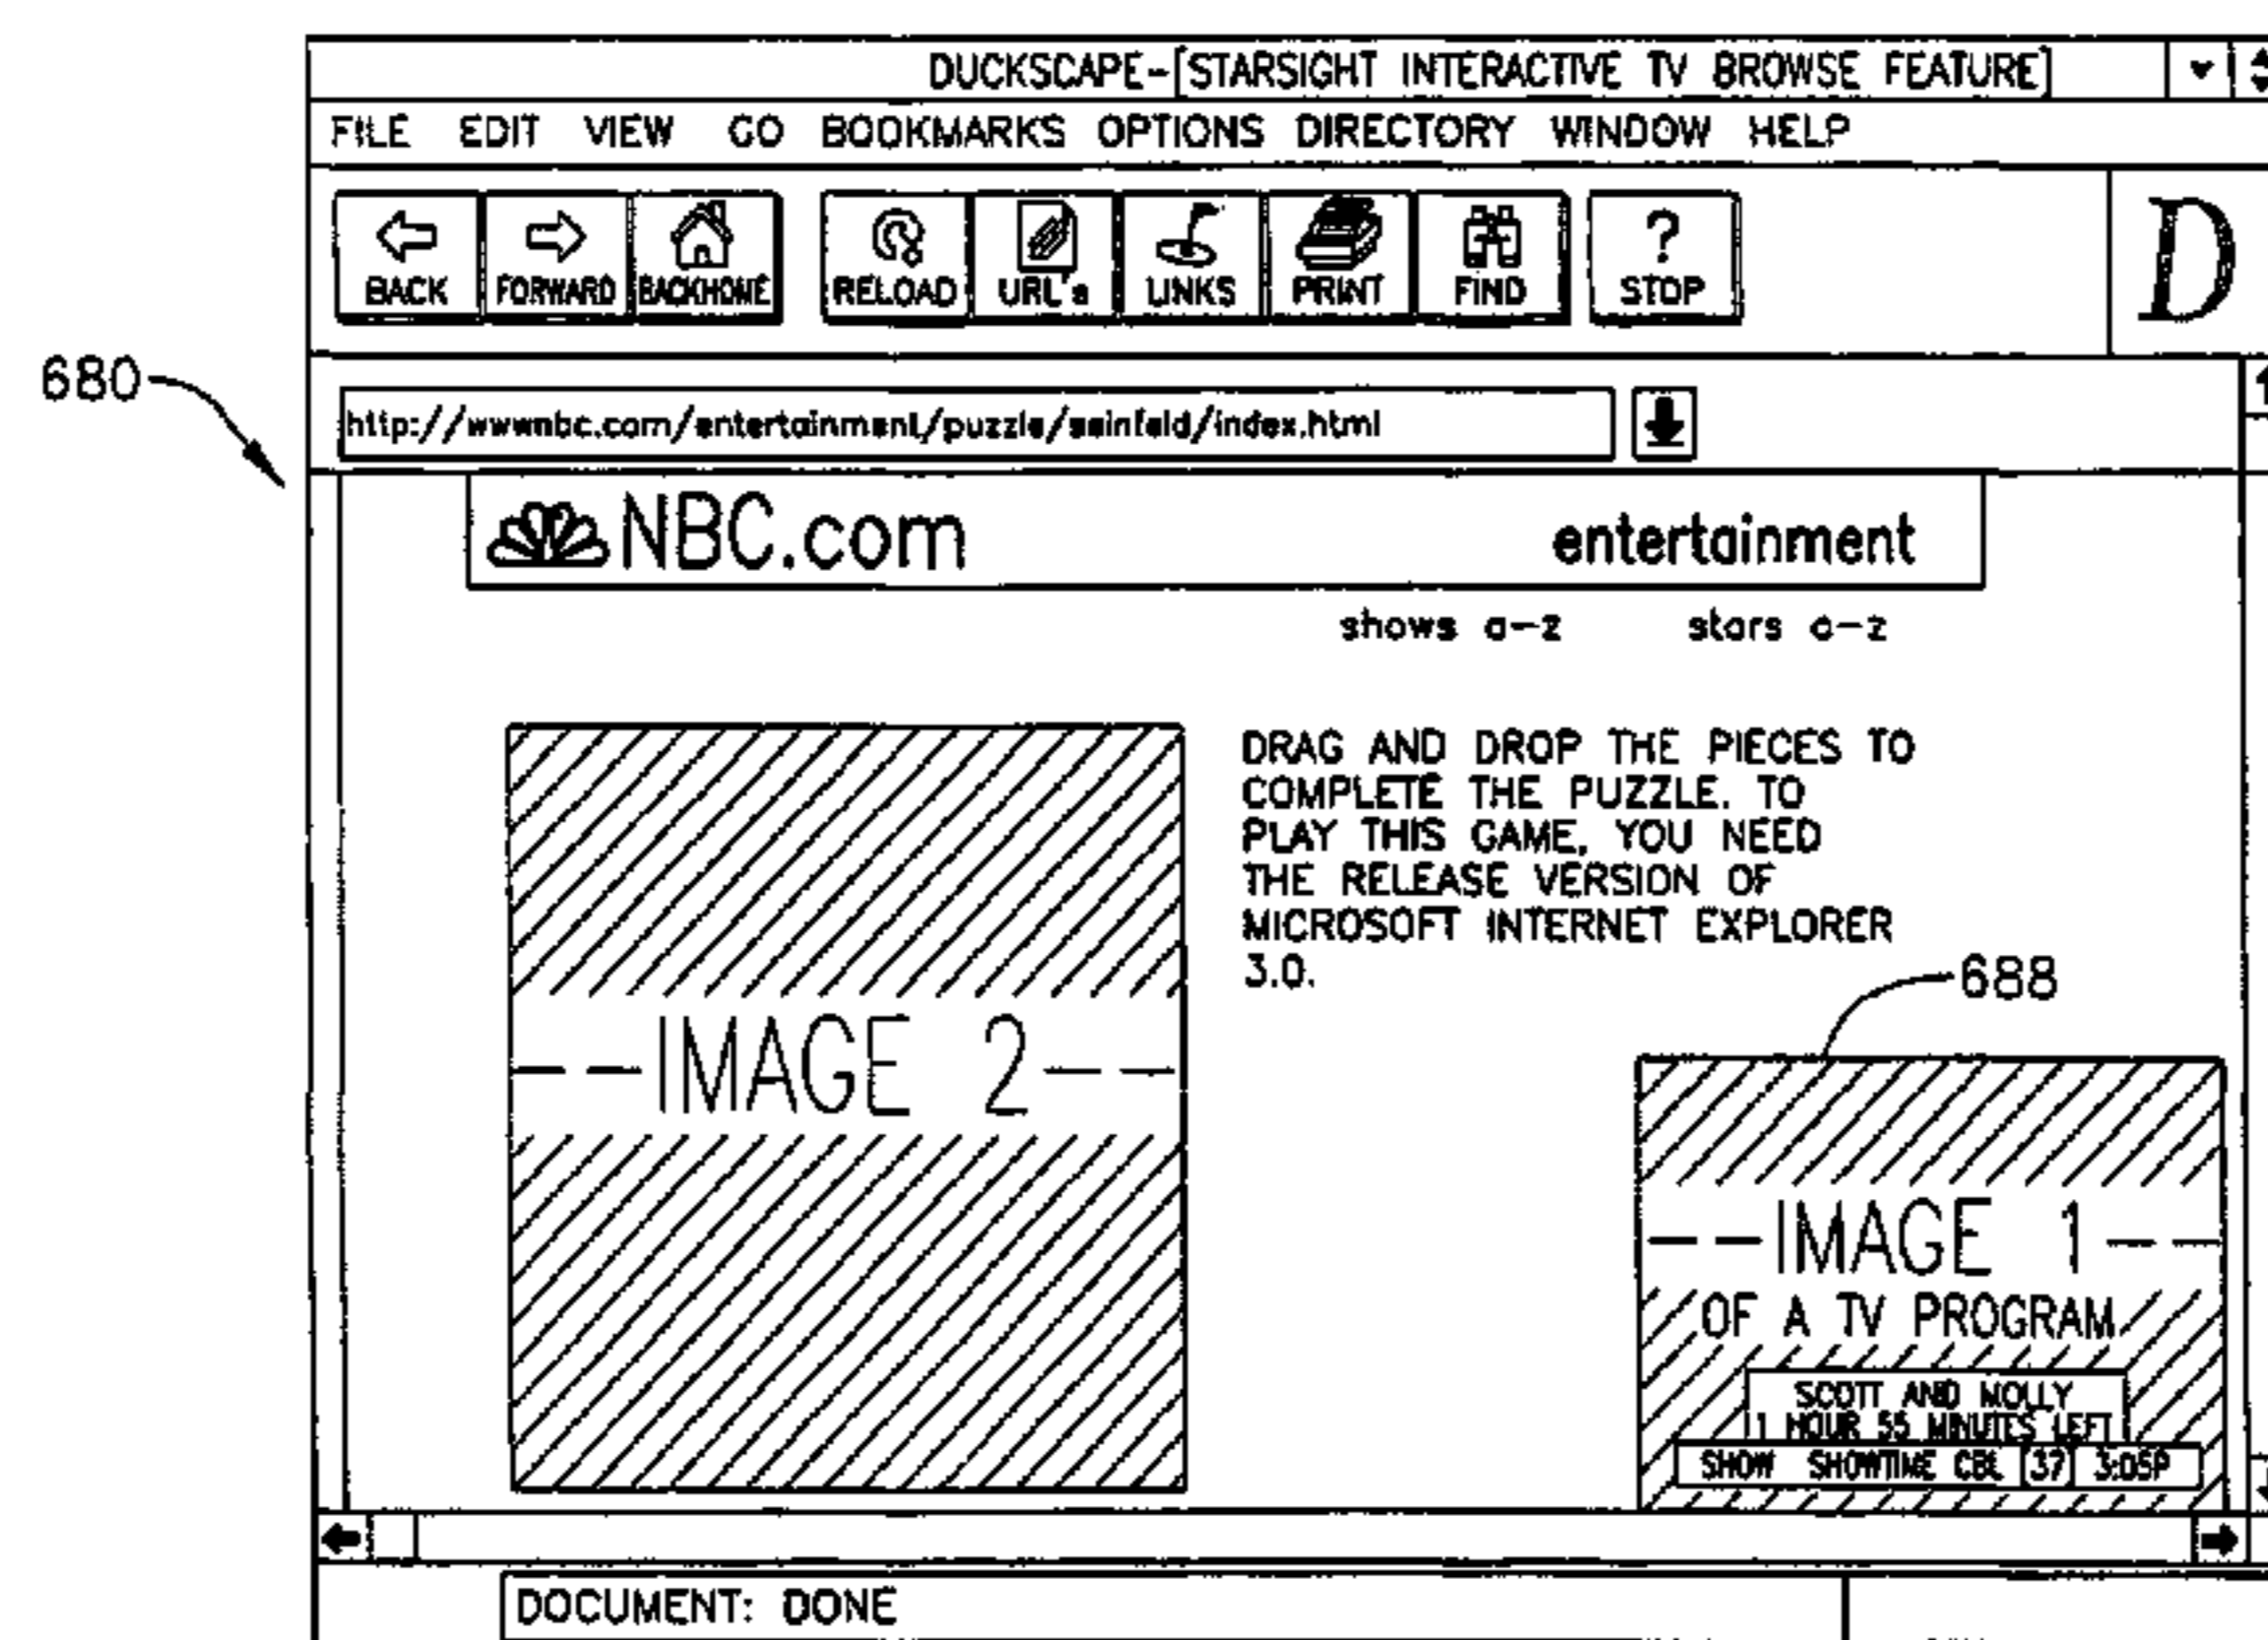 DUCKSCAPE-[STARSIGHT INTERACTIVE TV BROWSE FEATURE]
FILE EDIT VIEW GO BOOKMARKS OPTIONS DIRECTORY WINDOW HELP
BACK FORWARD BACKHOME RELOAD URL's LINKS PRINT FIND STOP
D
680
http://wwwnbc.com/entertainment/puzzle/seinfeld/index.html
NBC.com entertainment
shows a-z stars a-z
DRAG AND DROP THE PIECES TO
COMPLETE THE PUZZLE. TO
PLAY THIS GAME, YOU NEED
THE RELEASE VERSION OF
MICROSOFT INTERNET EXPLORER
3.0.
688
IMAGE 2
IMAGE 1
OF A TV PROGRAM
SCOTT AND MOLLY
1 HOUR 55 MINUTES LEFT
SHOW SHOWTIME CBL 37 3:05P
DOCUMENT: DONE